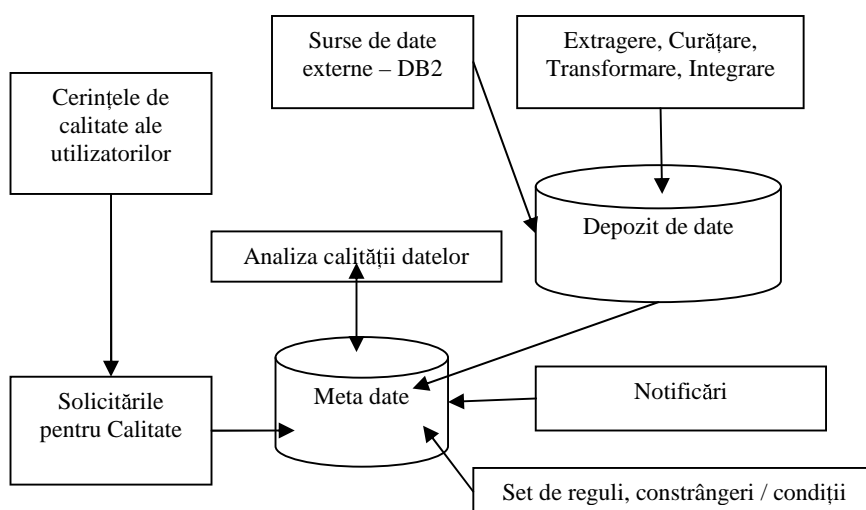 Surse de date
externe – DB2
Extragere, Curățare,
Transformare, Integrare
Cerințele de
calitate ale
utilizatorilor
Depozit de date
Analiza calității datelor
Solicitările
pentru Calitate
Meta date
Notificări
Set de reguli, constrângeri / condiții